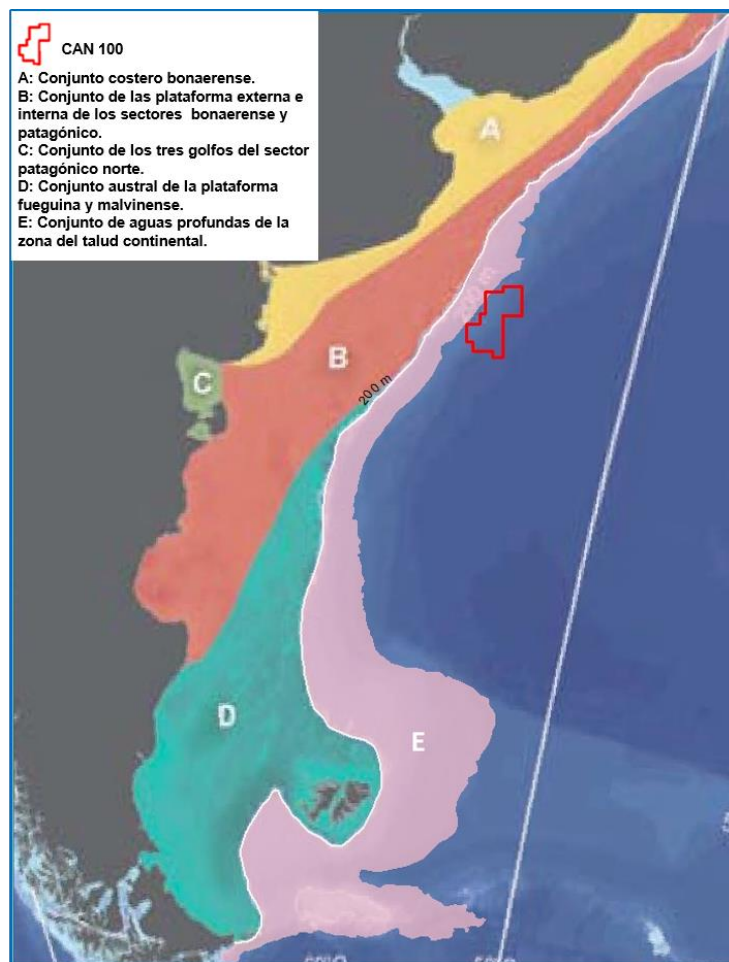 CAN 100
A: Conjunto costero bonaerense.
B: Conjunto de las plataforma externa e
interna de los sectores bonaerense y
patagónico.
C: Conjunto de los tres golfos del sector
patagónico norte.
D: Conjunto austral de la plataforma
fueguina y malvinense.
E: Conjunto de aguas profundas de la
zona del talud continental.
A
200 m
B
C
200 m
D
E